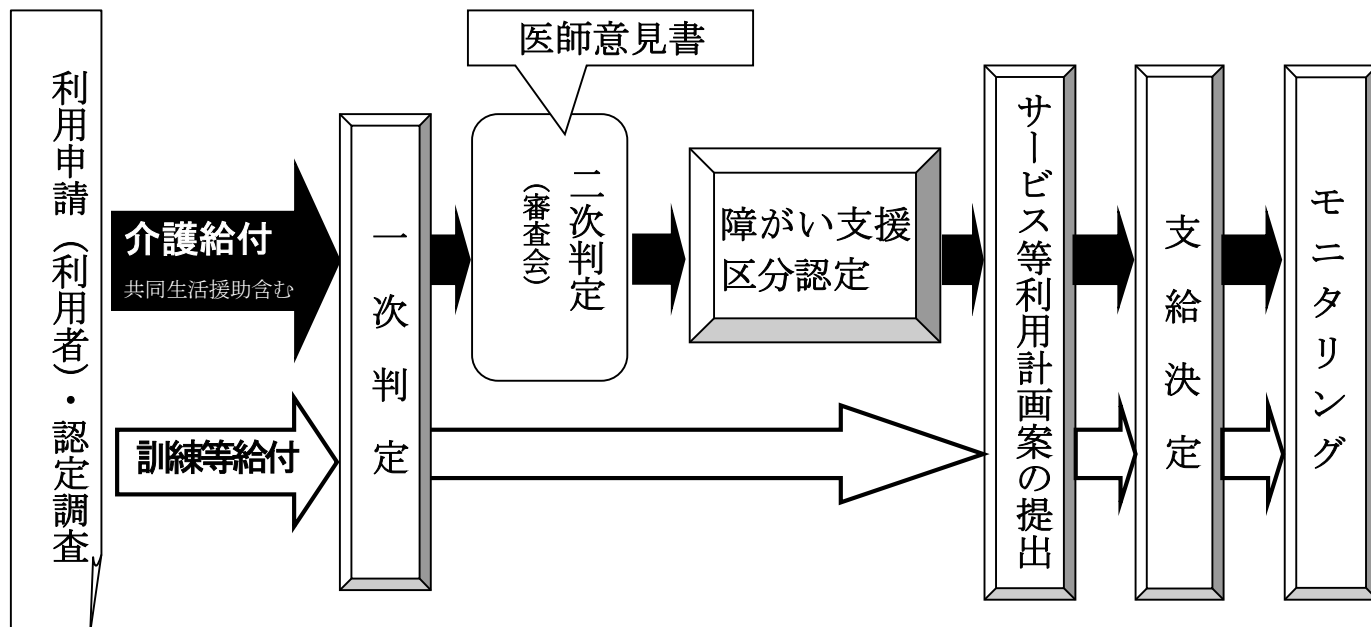 利用申請（利用者）・認定調査
介護給付
共同生活援助含む
訓練等給付
一次判定
医師意見書
二次判定
（審査会）
障がい支援
区分認定
サービス等利用計画案の提出
支給決定
モニタリング